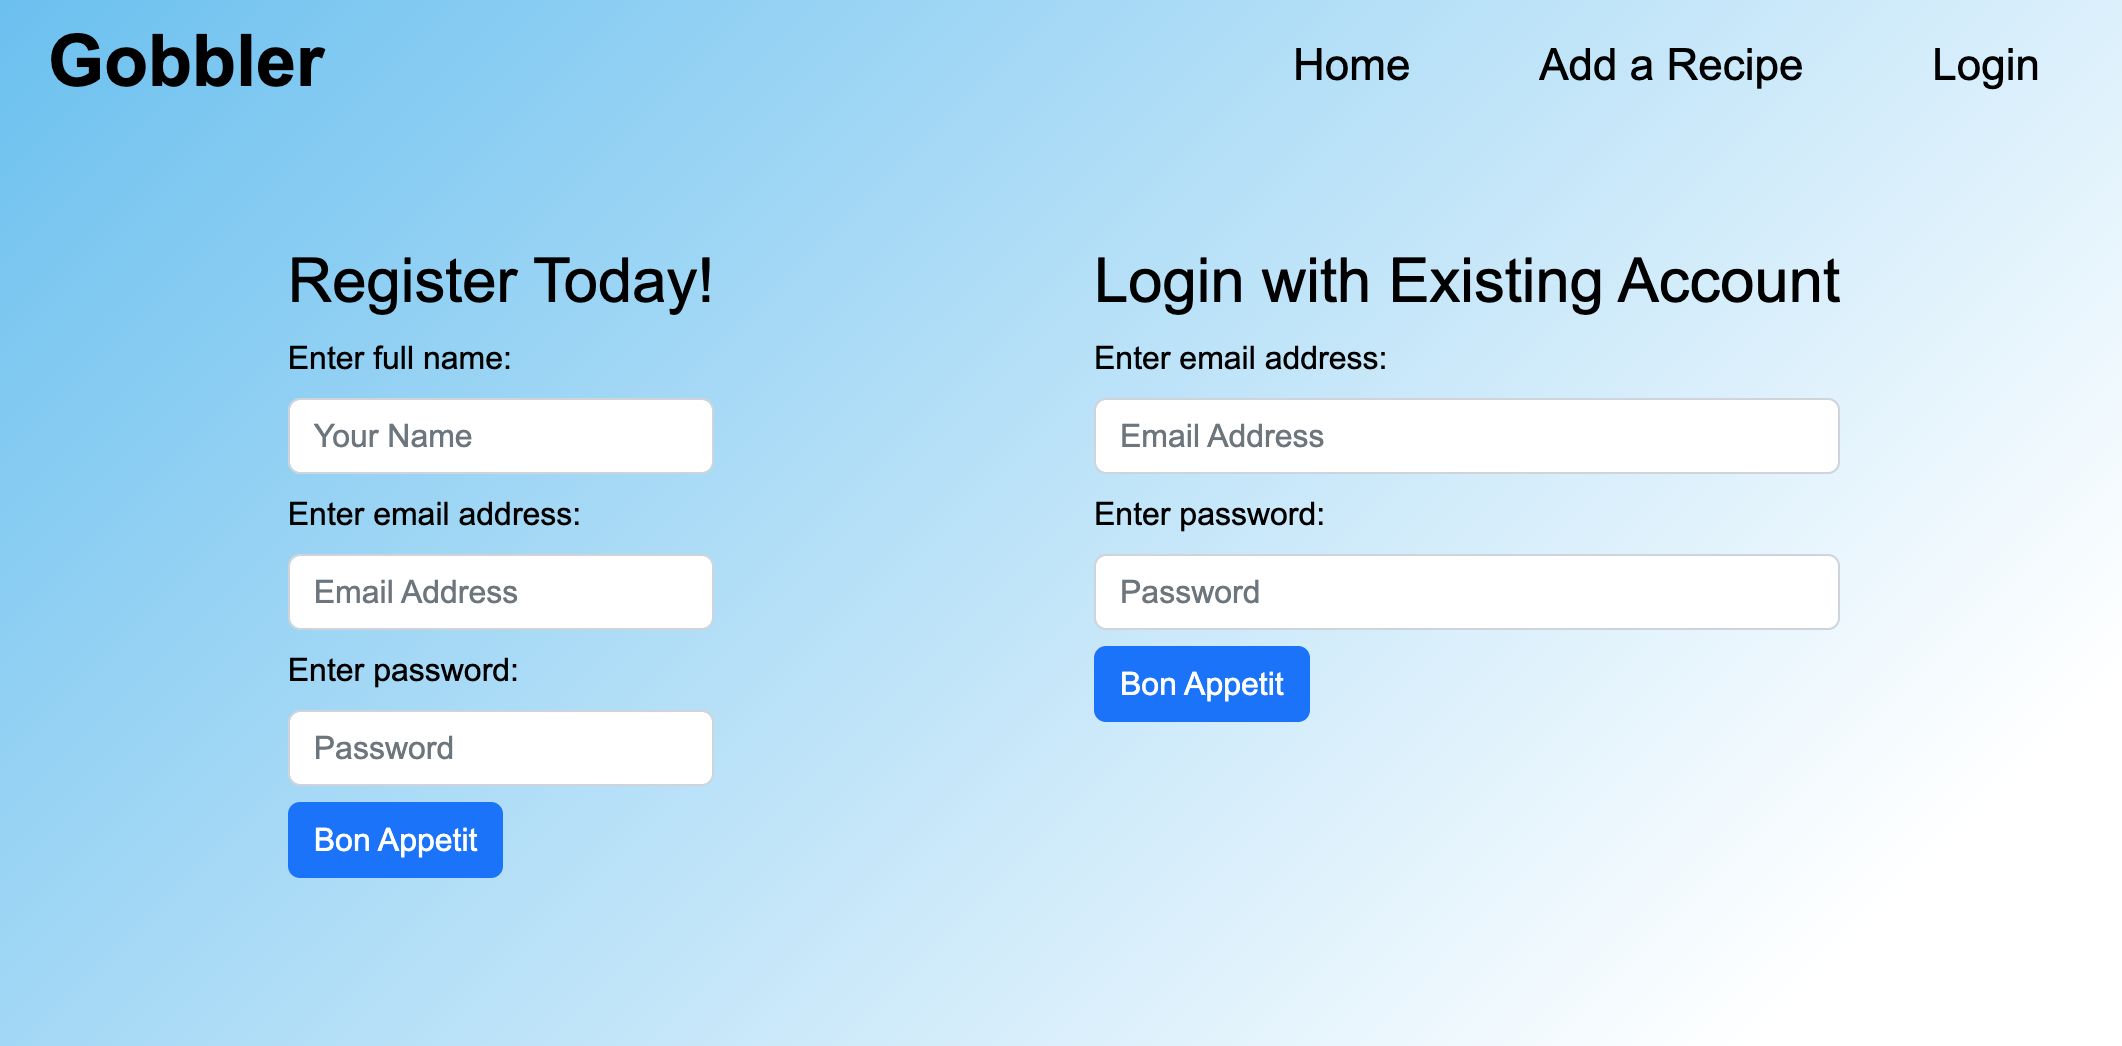 Gobbler
Home
Add a Recipe
Login
Register Today!
Enter full name:
Your Name
Enter email address:
Email Address
Enter password:
Password
Bon Appetit
Login with Existing Account
Enter email address:
Email Address
Enter password:
Password
Bon Appetit